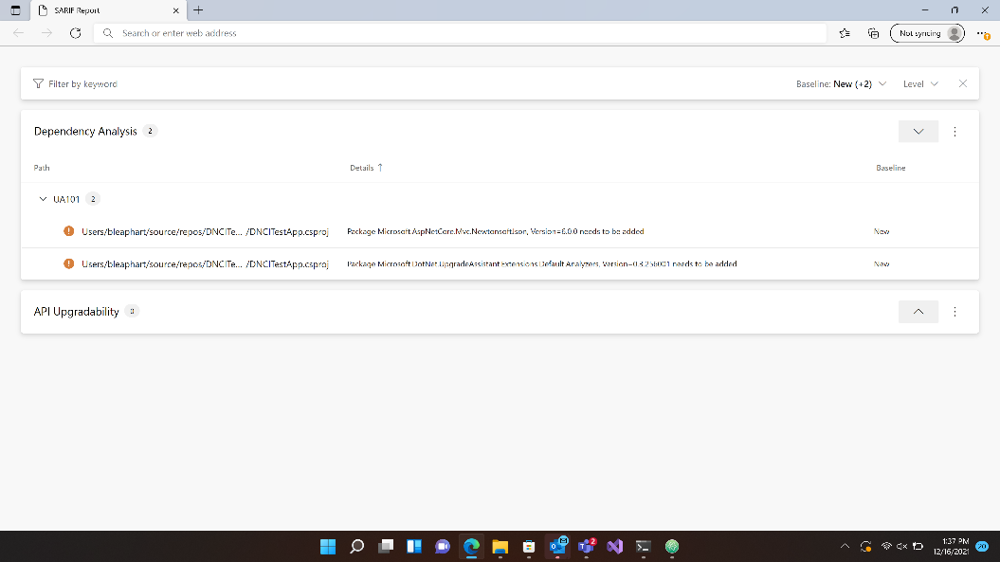 SARIF Report
Search or enter web address
Not syncing
Filter by keyword
Baseline: New (+2)
Level
Dependency Analysis 2
Path Details ↑ Baseline
UA101 2
Users/bleaphart/source/repos/DNCITe... /DNCITestApp.csproj Package Microsoft.AspNetCore.Mvc.NewtonsoftJson, Version=6.0.0 needs to be added New
Users/bleaphart/source/repos/DNCITe... /DNCITestApp.csproj Package Microsoft.DotNet.UpgradeAssistant.Extensions.Default.Analyzers, Version=0.3.256001 needs to be added New
API Upgradability 0
2
1:37 PM
12/16/2021
20